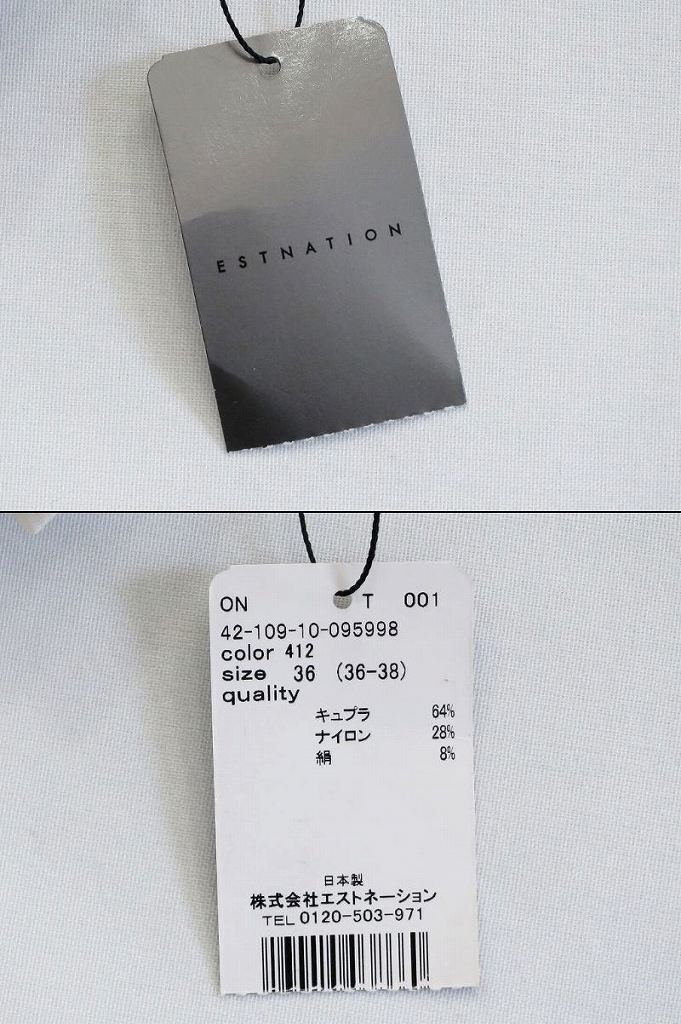 ESTNATION
ON T 001
42-109-10-095998
color 412
size 36 (36-38)
quality
キュプラ 64%
ナイロン 28%
絹 8%
日本製
株式会社エストネーション
TEL 0120-503-971